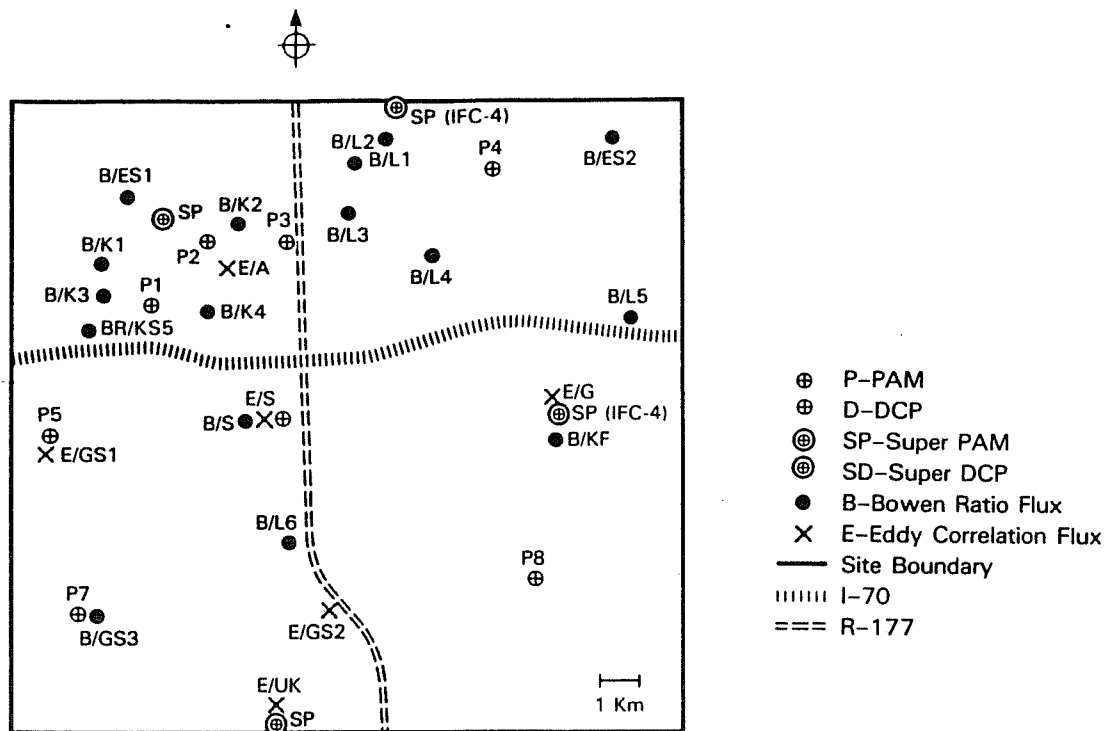 SP (IFC-4)
B/L2
B/L1
P4
B/ES2
B/ES1
SP
B/K2
P3
B/L3
B/K1
P2
E/A
B/L4
B/K3
P1
B/K4
B/L5
BR/KS5
E/G
E/S
SP (IFC-4)
P5
B/S
B/KF
E/GS1
B/L6
P8
P7
B/GS3
E/GS2
E/UK
SP
1 Km
P-PAM
D-DCP
SP-Super PAM
SD-Super DCP
B-Bowen Ratio Flux
E-Eddy Correlation Flux
Site Boundary
I-70
R-177